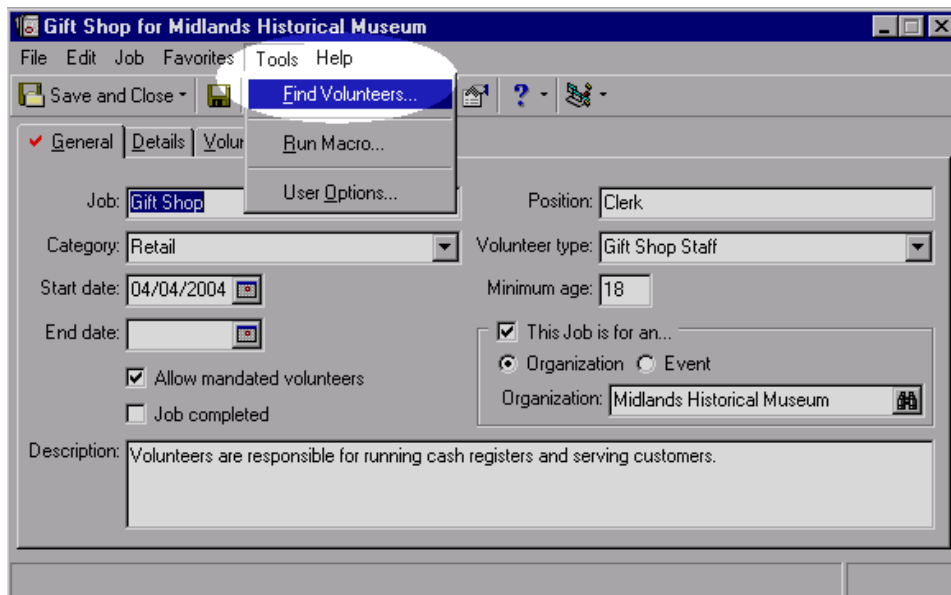 Gift Shop for Midlands Historical Museum
File Edit Job Favorites Tools Help
Save and Close Find Volunteers... ?
General Details Volun Run Macro...
User Options...
Job: Gift Shop Position: Clerk
Category: Retail Volunteer type: Gift Shop Staff
Start date: 04/04/2004 Minimum age: 18
End date: This Job is for an...
Organization Event
Allow mandated volunteers
Organization: Midlands Historical Museum
Job completed
Description: Volunteers are responsible for running cash registers and serving customers.